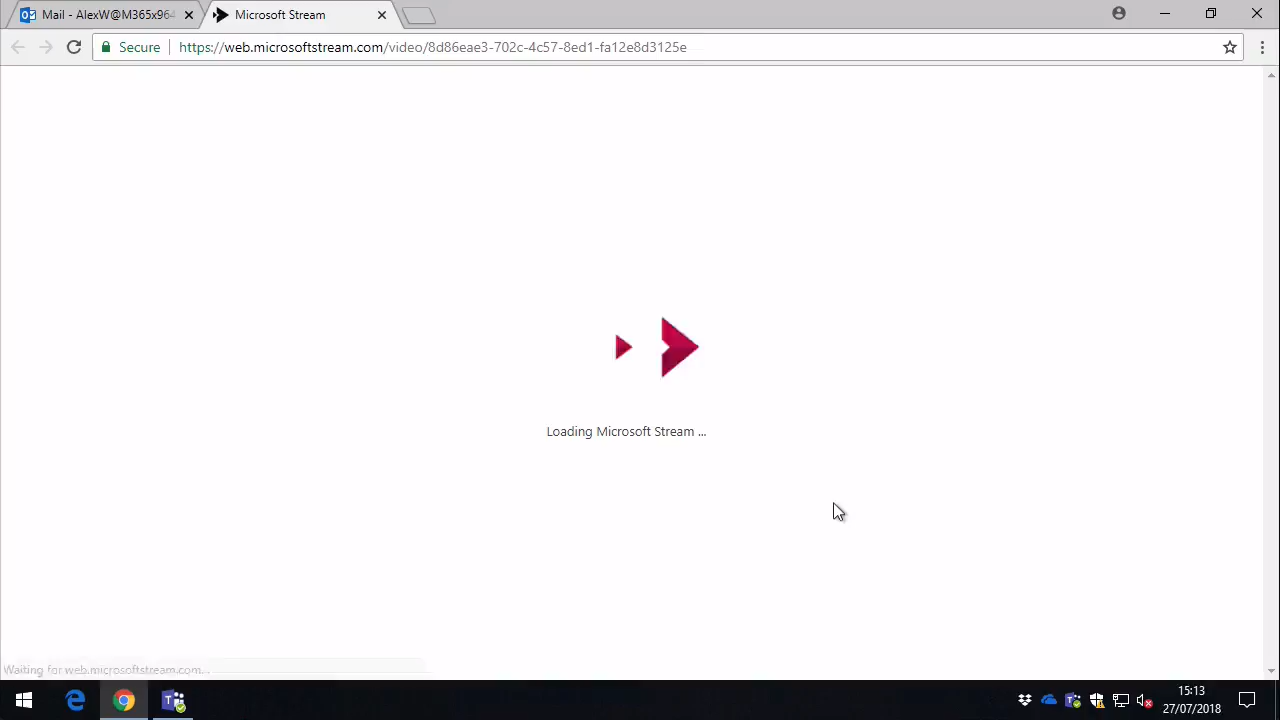 Mail - AlexW@M365x964
Microsoft Stream
Secure
https://web.microsoftstream.com/video/8d86eae3-702c-4c57-8ed1-fa12e8d3125e
Loading Microsoft Stream ...
Waiting for web.microsoftstream.com...
15:13
27/07/2018